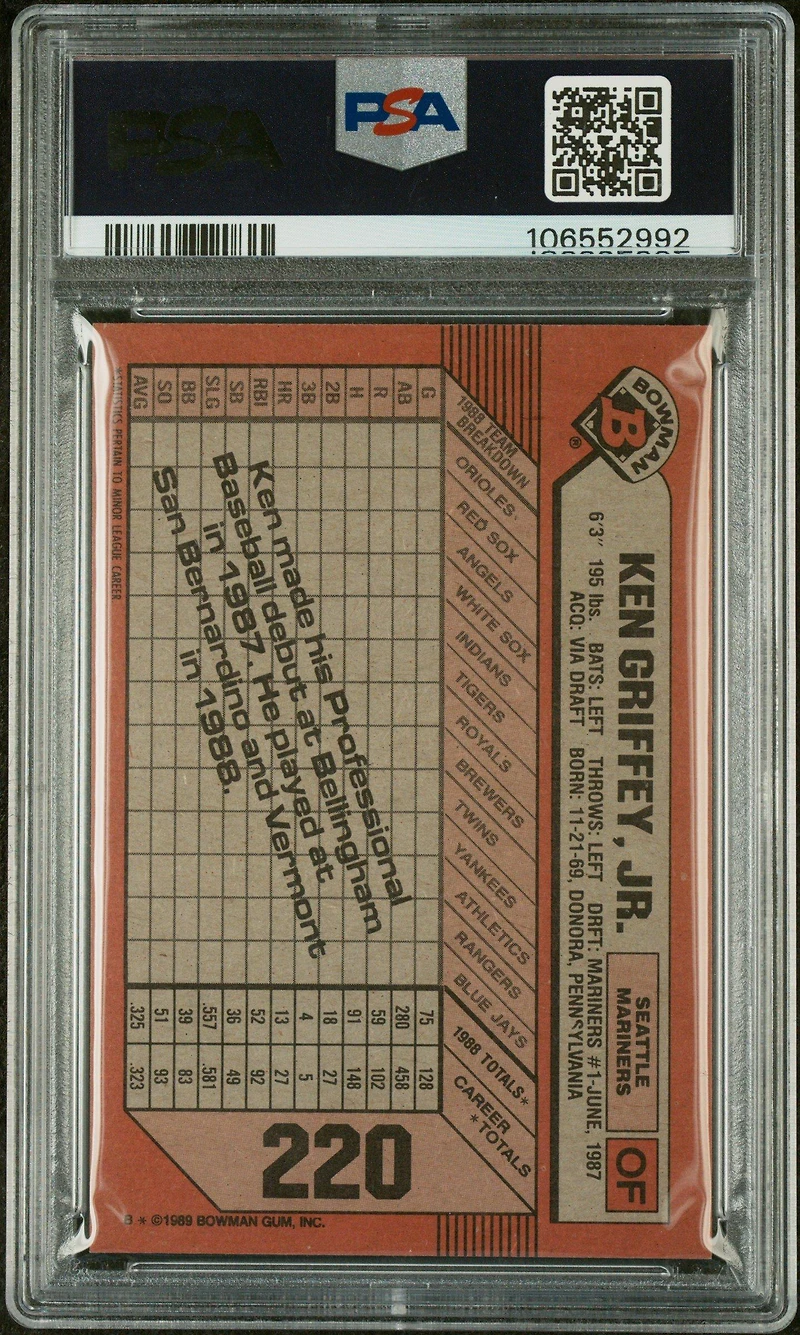 PSA
PSA
106552992
BOWMAN
B
®
KEN GRIFFEY, JR.
SEATTLE
MARINERS
OF
6'3" 195 lbs. BATS: LEFT THROWS: LEFT DRFT: MARINERS #1-JUNE, 1987
ACQ: VIA DRAFT BORN: 11-21-69, DONORA, PENNSYLVANIA
1988 TEAM
BREAKDOWN
ORIOLES
RED SOX
ANGELS
WHITE SOX
INDIANS
TIGERS
ROYALS
BREWERS
TWINS
YANKEES
ATHLETICS
RANGERS
BLUE JAYS
1988 TOTALS*
CAREER
*TOTALS
G 75 128
AB 280 458
R 59 102
H 91 148
2B 18 27
3B 4 5
HR 13 27
RBI 52 92
SB 36 49
SLG .557 .581
BB 39 83
SO 51 93
AVG .325 .323
Ken made his Professional
Baseball debut at Bellingham
in 1987. He played at
San Bernardino and Vermont
in 1988.
*STATISTICS PERTAIN TO MINOR LEAGUE CAREER
220
B * ©1989 BOWMAN GUM, INC.